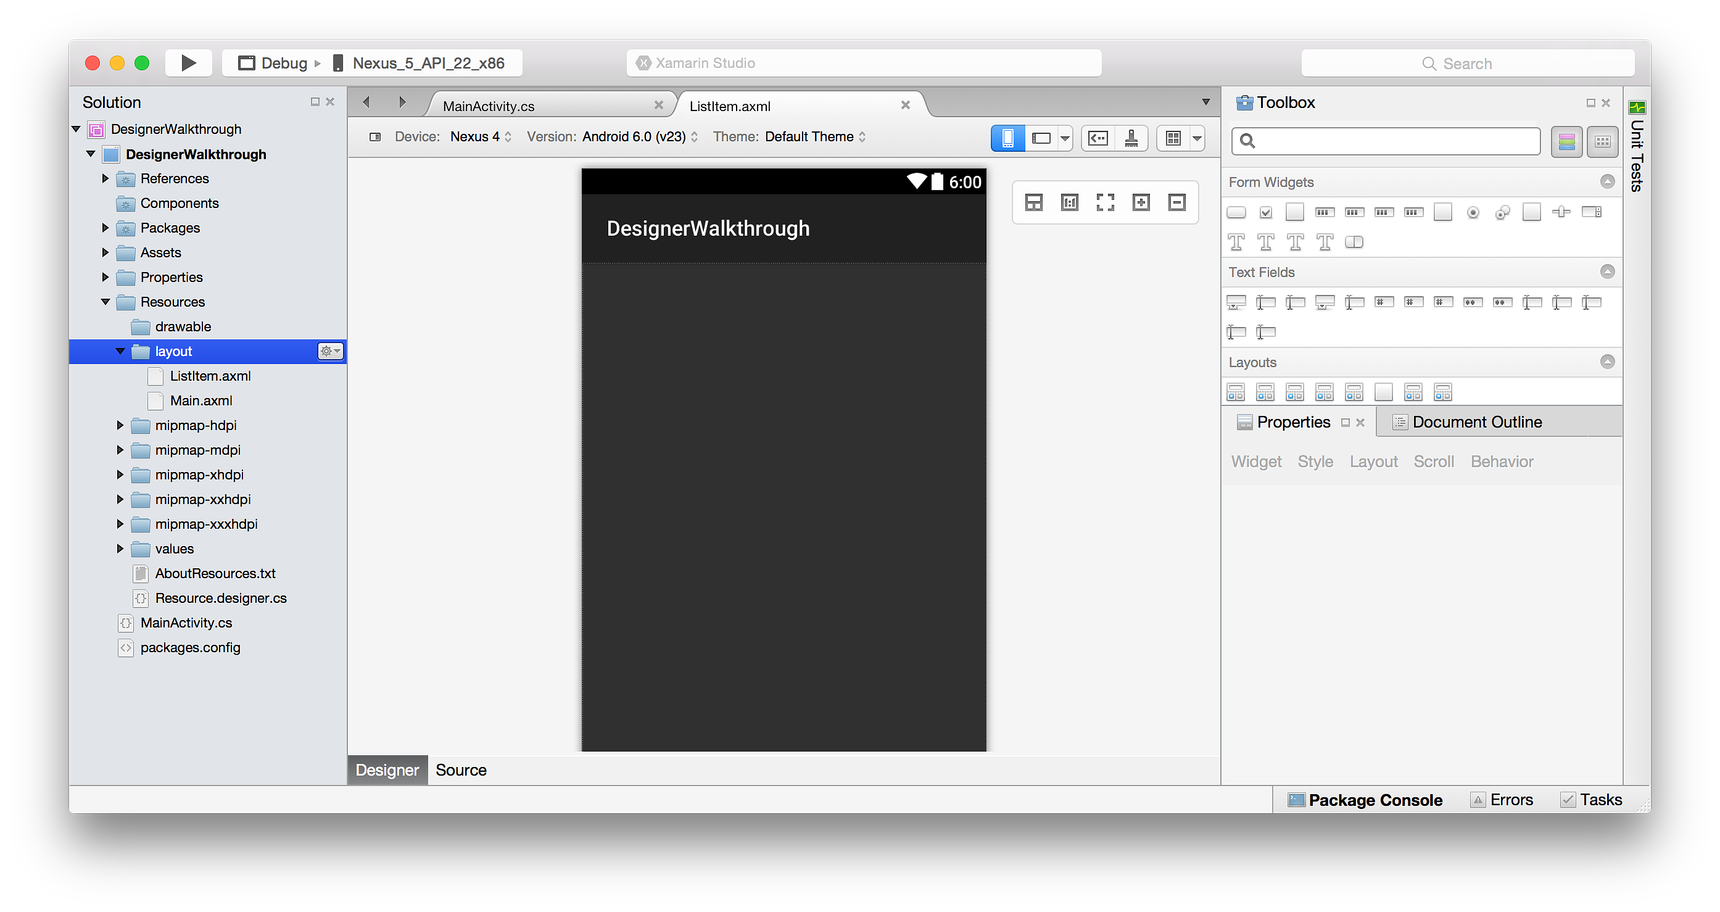 Debug
Nexus_5_API_22_x86
Xamarin Studio
Search
Solution
DesignerWalkthrough
DesignerWalkthrough
References
Components
Packages
Assets
Properties
Resources
drawable
layout
ListItem.axml
Main.axml
mipmap-hdpi
mipmap-mdpi
mipmap-xhdpi
mipmap-xxhdpi
mipmap-xxxhdpi
values
AboutResources.txt
Resource.designer.cs
MainActivity.cs
packages.config
MainActivity.cs
ListItem.axml
Device: Nexus 4 Version: Android 6.0 (v23) Theme: Default Theme
6:00
DesignerWalkthrough
Designer Source
Toolbox
Form Widgets
Text Fields
Layouts
Properties
Document Outline
Widget Style Layout Scroll Behavior
Unit Tests
Package Console
Errors
Tasks